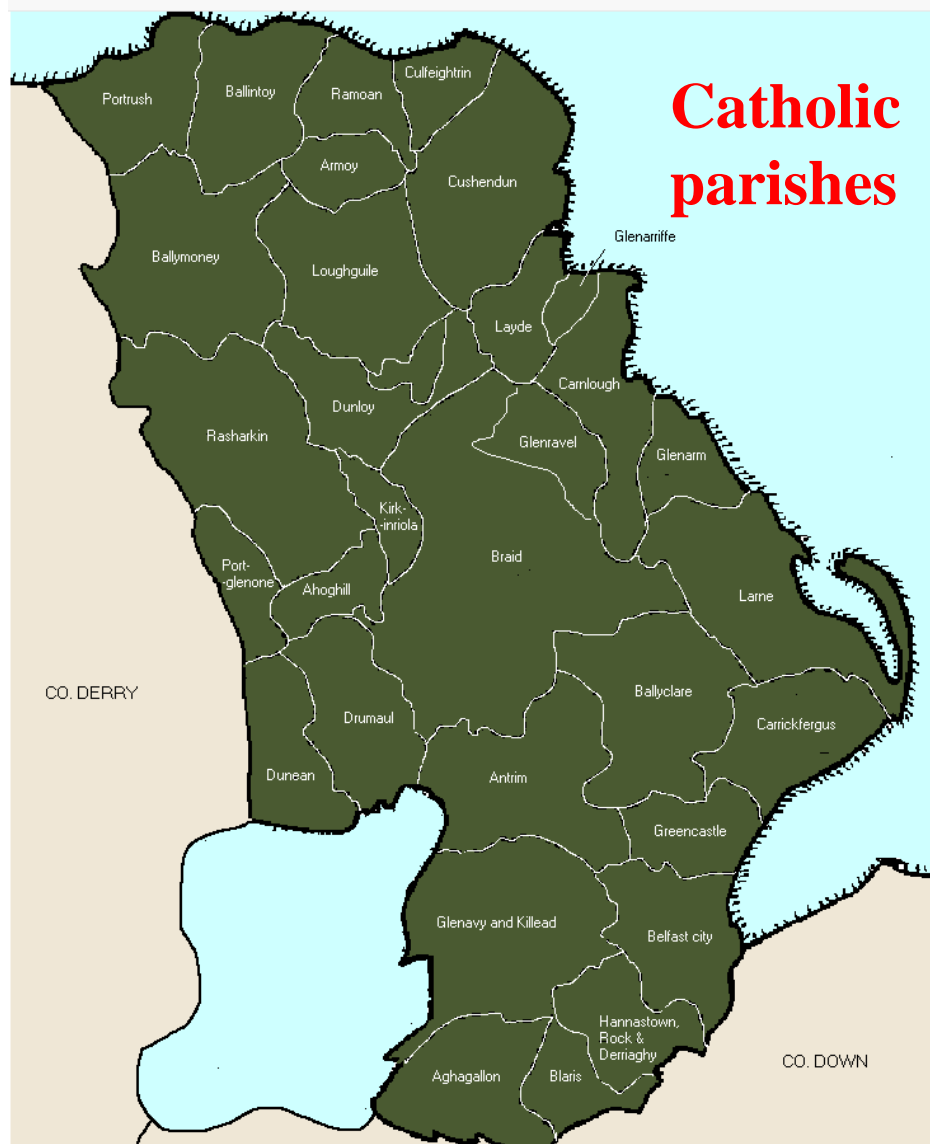 Catholic
parishes
Culfeightrin
Portrush
Ballintoy
Ramoan
Armoy
Cushendun
Glenarriffe
Ballymoney
Loughguile
Layde
Carnlough
Dunloy
Rasharkin
Glenravel
Glenarm
Kirk-
-inriola
Braid
Port-
-glenone
Ahoghill
Larne
CO. DERRY
Ballyclare
Drumaul
Carrickfergus
Dunean
Antrim
Greencastle
Glenavy and Killead
Belfast city
Hannastown,
Rock &
Derriaghy
CO. DOWN
Aghagallon
Blaris